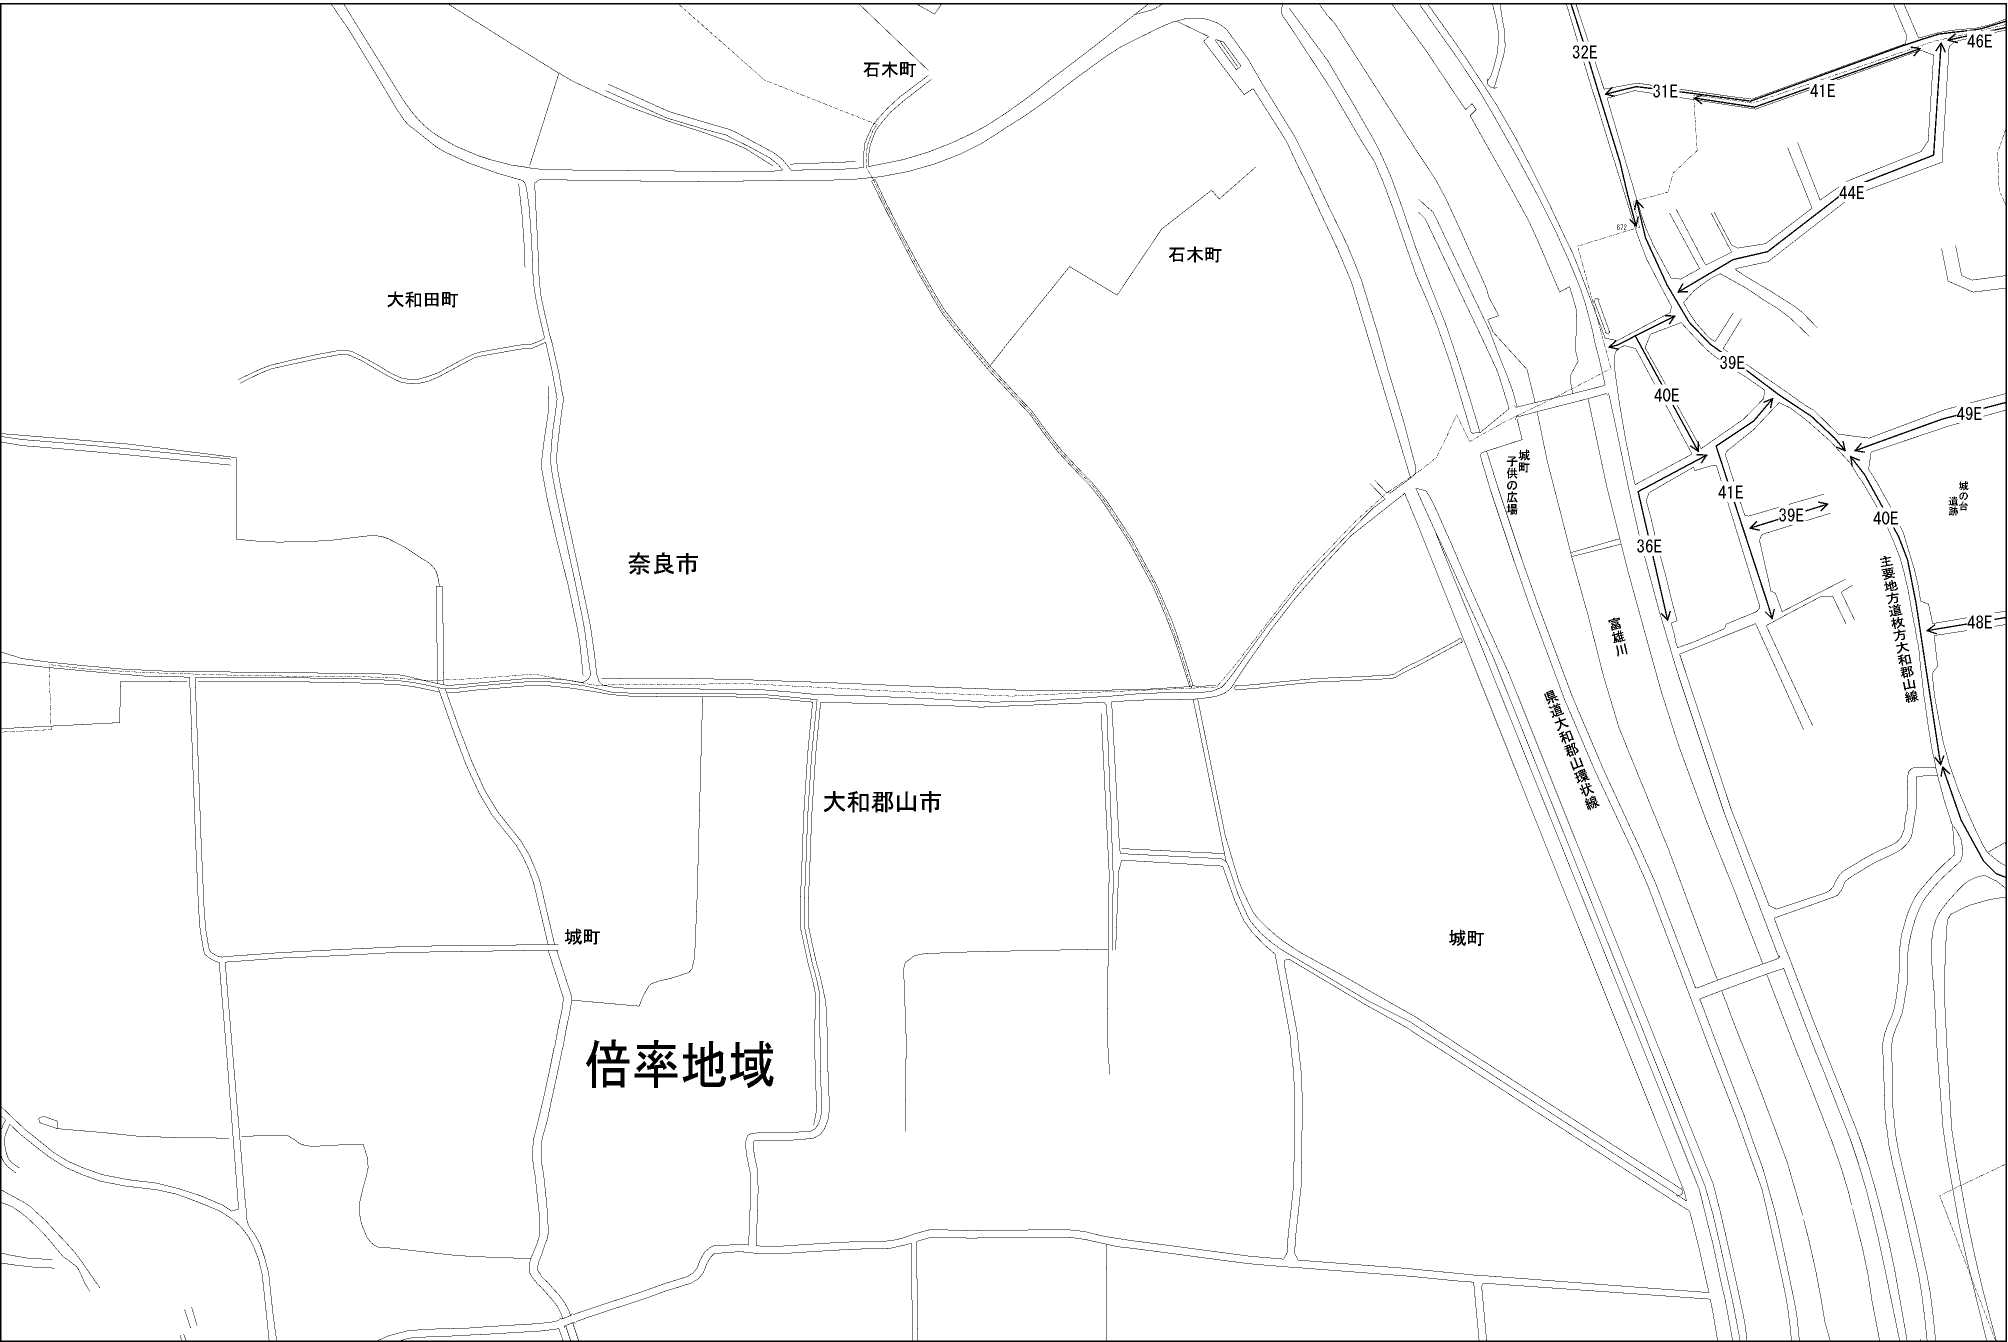 32E
46E
石木町
31E
41E
44E
672
石木町
大和田町
39E
40E
49E
城町
子供の広場
41E
城の台
遺跡
39E
40E
36E
奈良市
主要地方道枚方大和郡山線
富雄川
48E
県道大和郡山環状線
大和郡山市
城町
城町
倍率地域